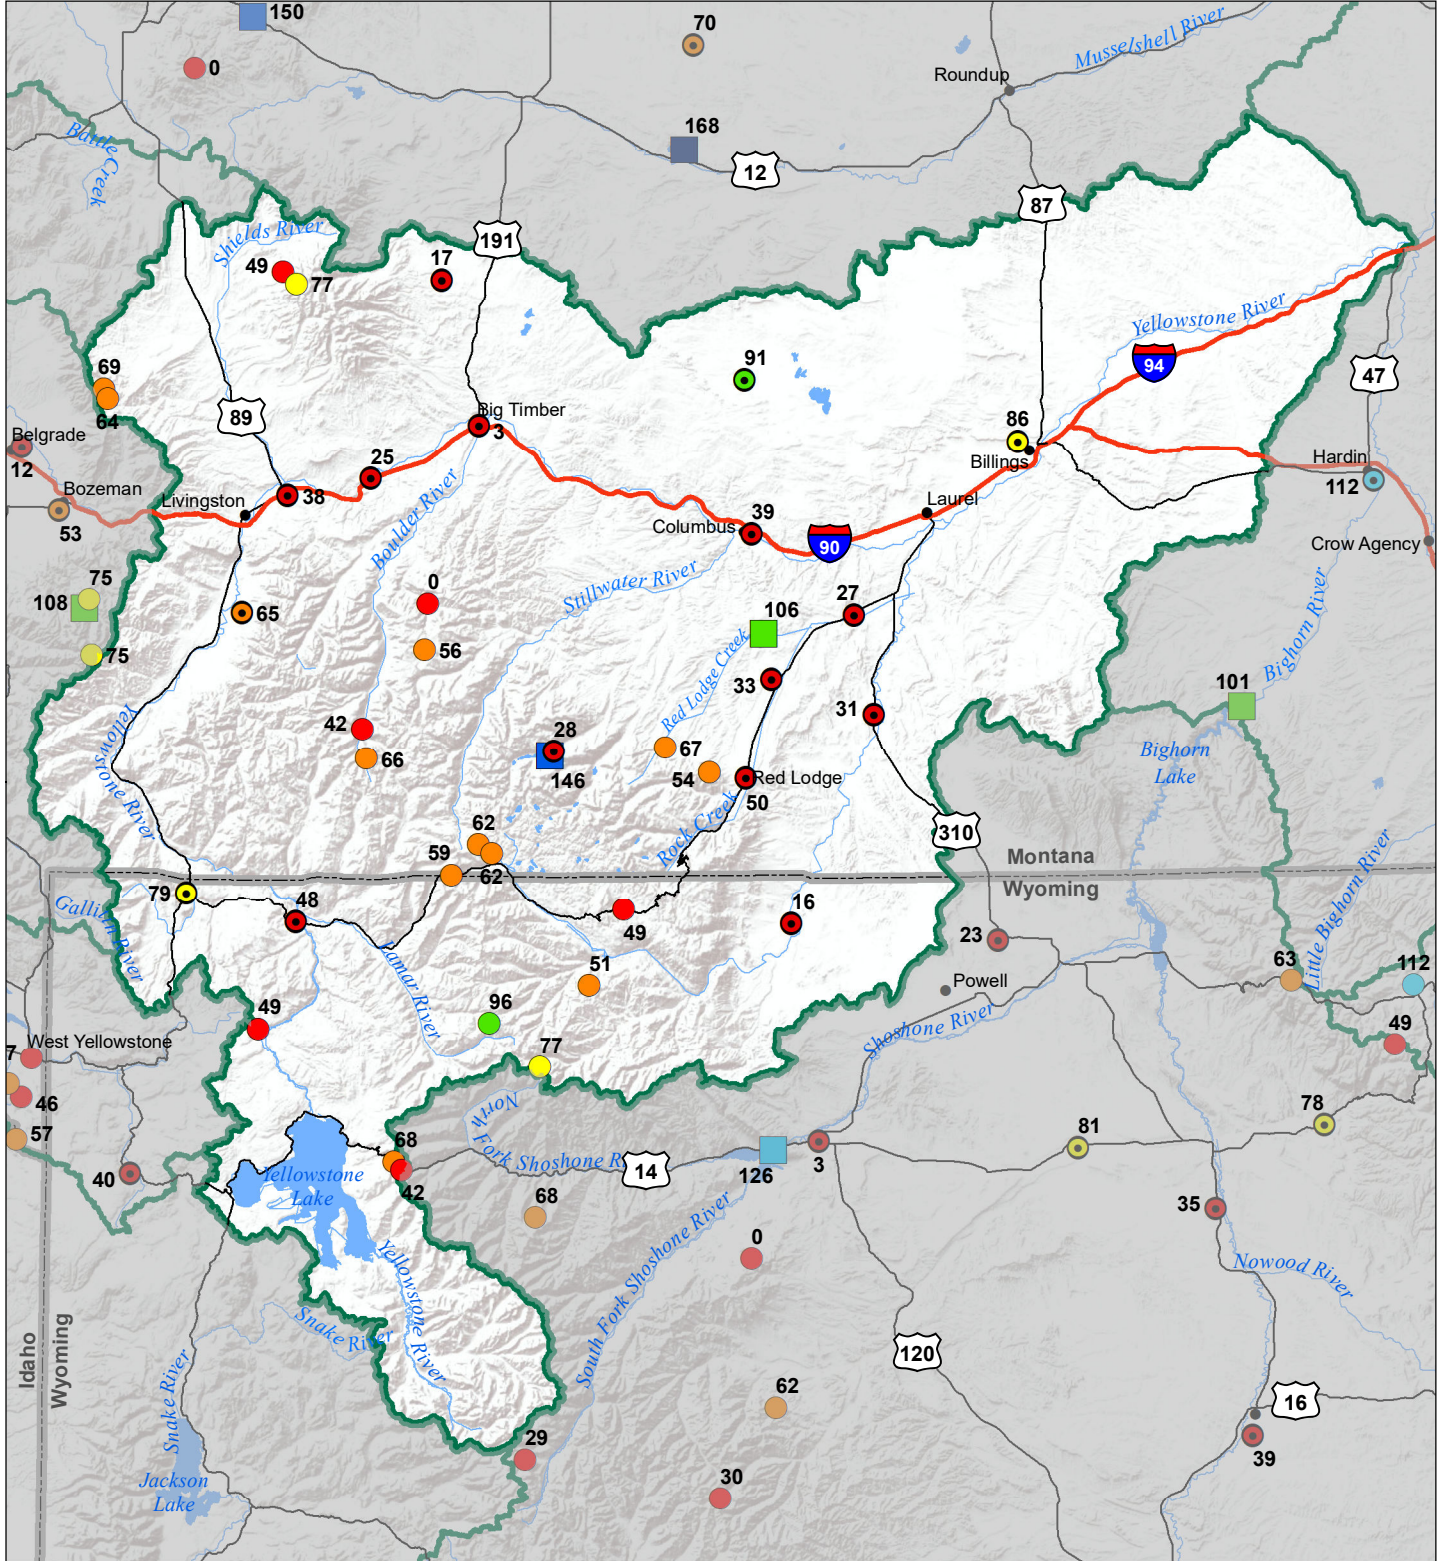 150
70
0
Musselshell River
Roundup
168
12
Battle
Creek
87
Shields River
191
49
77
17
Yellowstone River
94
91
69
64
89
47
Big Timber
3
86
Billings
Belgrade
12
25
Hardin
112
Bozeman
53
Livingston
38
Laurel
39
Columbus
90
Crow Agency
Boulder River
Stillwater River
0
75
108
65
27
106
56
75
Red Lodge Creek
33
Bighorn River
31
101
Yellowstone River
42
66
28
146
67
54
Red Lodge
50
Bighorn
Lake
62
59
62
Rock Creek
310
Montana
Wyoming
Little Bighorn River
79
48
49
16
Gallatin River
23
Lamar River
51
63
112
96
Powell
Shoshone River
49
West Yellowstone
7
46
49
77
57
North
Fork Shoshone R
78
81
68
42
40
Yellowstone
Lake
14
126
3
68
35
0
South Fork Shoshone River
Yellowstone River
Nowood River
Snake River
Idaho
Wyoming
120
Snake River
62
16
39
29
Jackson
Lake
30